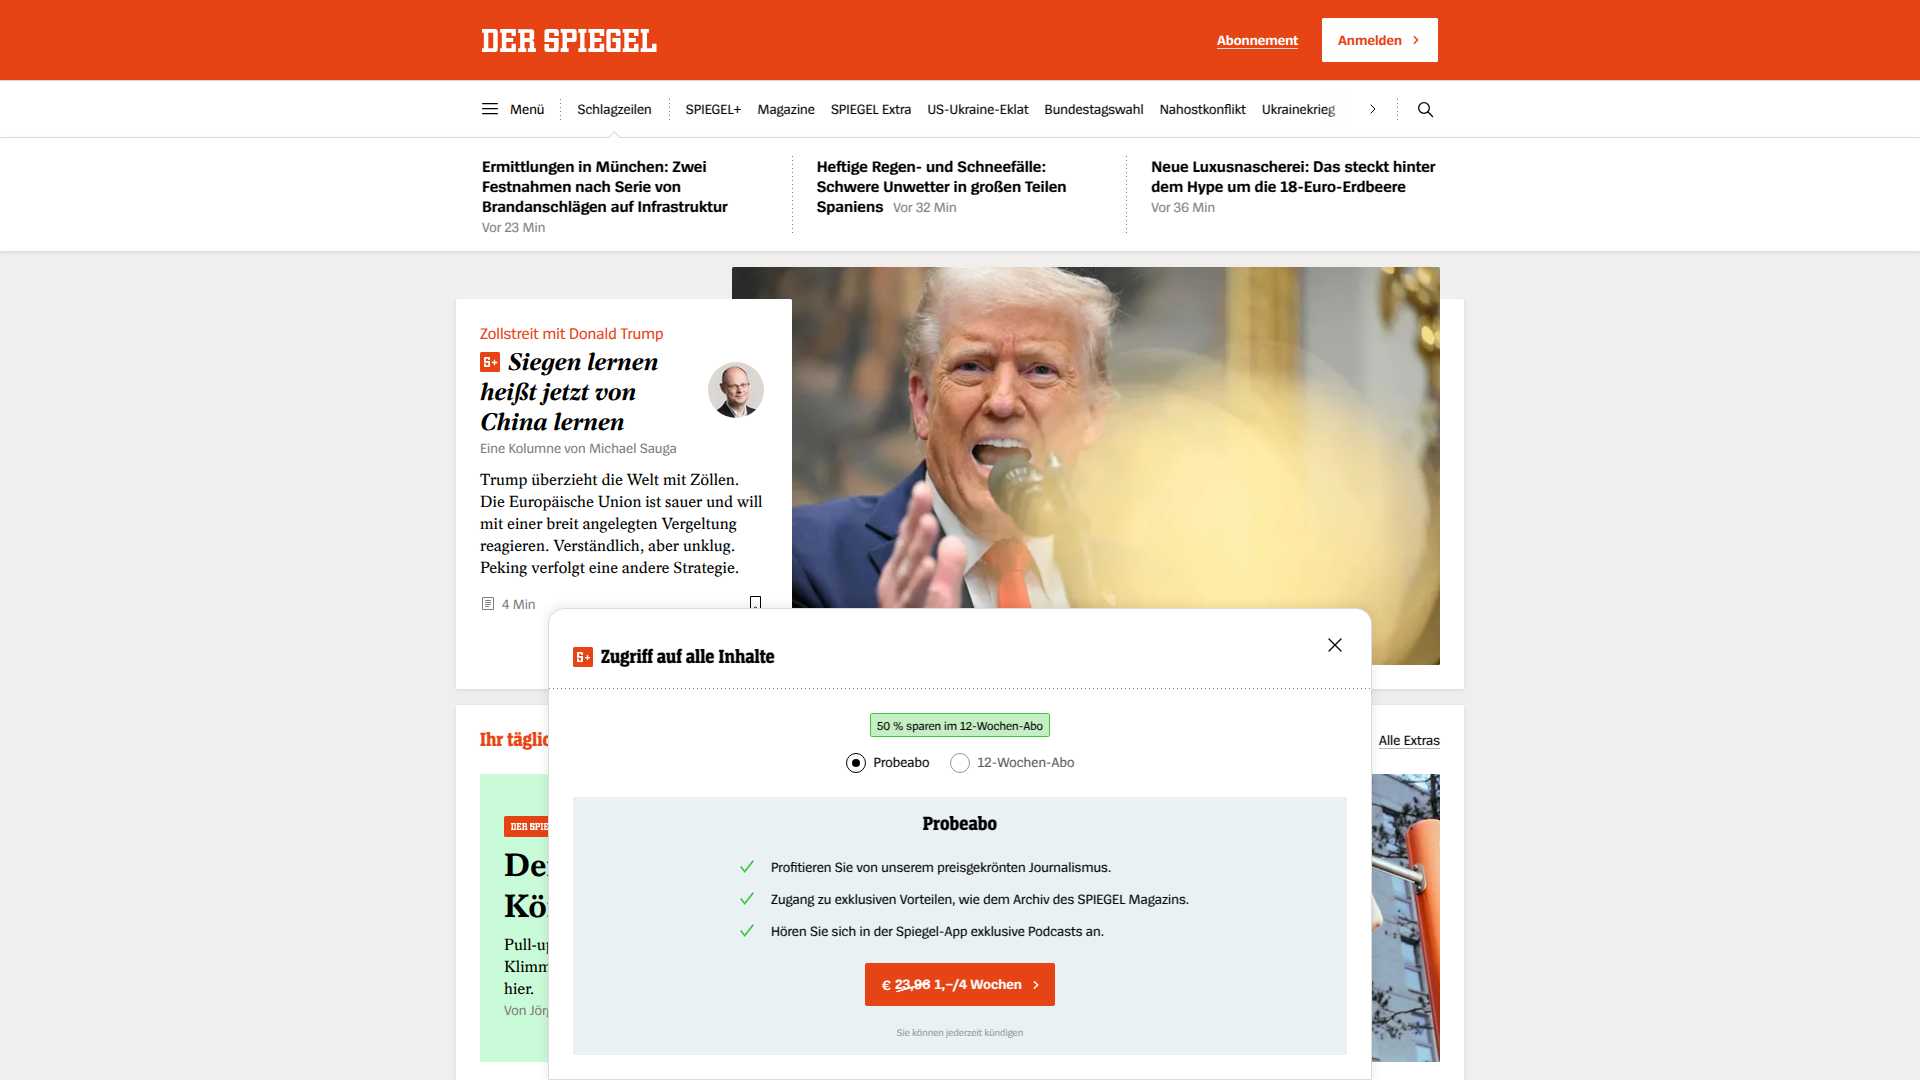 DER SPIEGEL
Abonnement
Anmelden
Menü
Schlagzeilen
SPIEGEL+
Magazine
SPIEGEL Extra
US-Ukraine-Eklat
Bundestagswahl
Nahostkonflikt
Ukrainekrieg
Ermittlungen in München: Zwei
Festnahmen nach Serie von
Brandanschlägen auf Infrastruktur
Vor 23 Min
Heftige Regen- und Schneefälle:
Schwere Unwetter in großen Teilen
Spaniens Vor 32 Min
Neue Luxusnascherei: Das steckt hinter
dem Hype um die 18-Euro-Erdbeere
Vor 36 Min
Zollstreit mit Donald Trump
S+ Siegen lernen
heißt jetzt von
China lernen
Eine Kolumne von Michael Sauga
Trump überzieht die Welt mit Zöllen.
Die Europäische Union ist sauer und will
mit einer breit angelegten Vergeltung
reagieren. Verständlich, aber unklug.
Peking verfolgt eine andere Strategie.
4 Min
S+ Zugriff auf alle Inhalte
50 % sparen im 12-Wochen-Abo
Probeabo
12-Wochen-Abo
Probeabo
Profitieren Sie von unserem preisgekrönten Journalismus.
Zugang zu exklusiven Vorteilen, wie dem Archiv des SPIEGEL Magazins.
Hören Sie sich in der Spiegel-App exklusive Podcasts an.
€ 23,96 1,–/4 Wochen
Sie können jederzeit kündigen
Ihr
Alle Extras
DER
hier.
Von